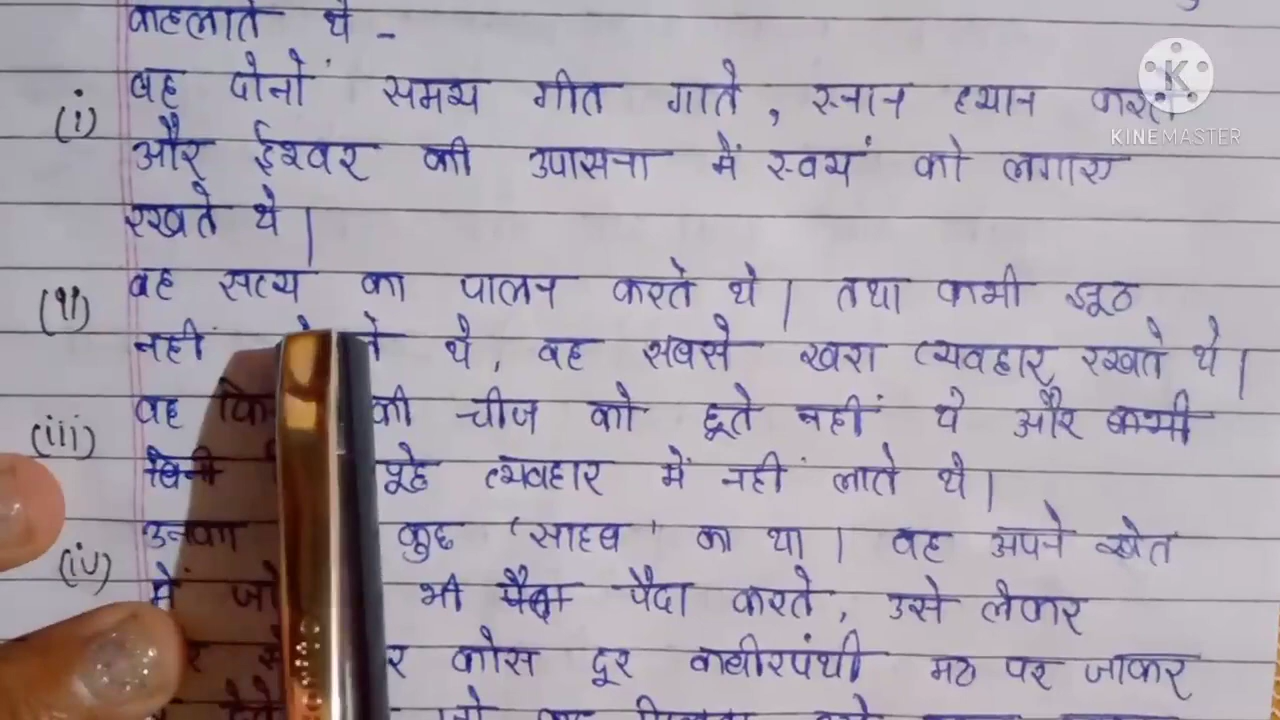 कहलाते थे -
(i) वह दोनों समय गीत गाते, स्नान ध्यान करते
और ईश्वर की उपासना में स्वयं को लगाए
रखते थे।
(ii) वह सत्य का पालन करते थे। तथा कभी झूठ
नहीं थे, वह सबसे खरा व्यवहार रखते थे।
(iii) वह की चीज को छूते नहीं थे और कभी
पूछे व्यवहार में नहीं लाते थे।
(iv) उनका कुछ 'साहब' का था। वह अपने खेत
में जो भी पैदा करते, उसे लेकर
कोस दूर कबीरपंथी मठ पर जाकर
K
KINEMASTER